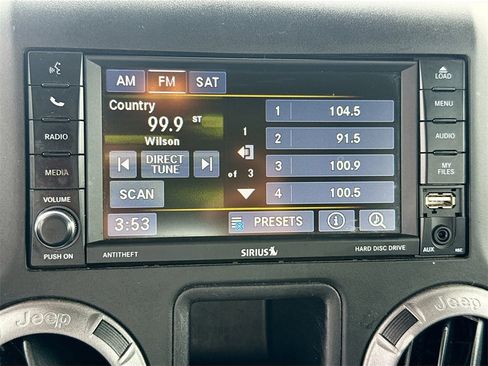 AM FM SAT
Country
99.9 ST
Wilson
DIRECT
TUNE
SCAN
3:53
1
of 3
1 104.5
2 91.5
3 100.9
4 100.5
PRESETS
RADIO
MEDIA
VOLUME
PUSH ON
LOAD
MENU
AUDIO
MY
FILES
AUX
ANTITHEFT
SIRIUS
HARD DISC DRIVE
Jeep
Jeep